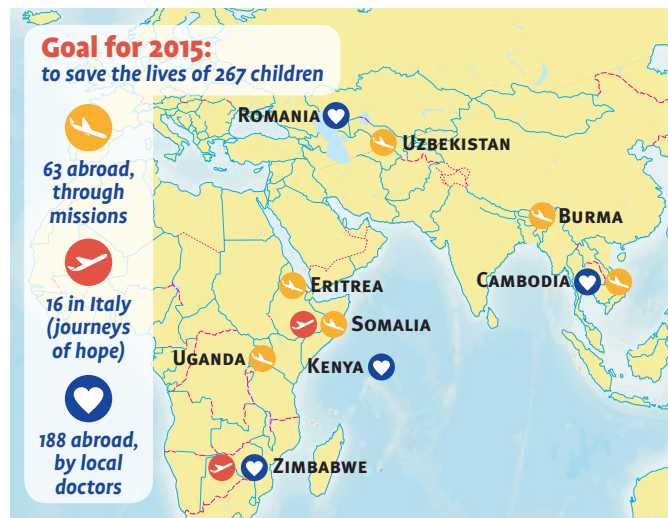 Goal for 2015:
to save the lives of 267 children
63 abroad,
through
missions
16 in Italy
(journeys
of hope)
188 abroad,
by local
doctors
ROMANIA
UZBEKISTAN
BURMA
CAMBODIA
ERITREA
SOMALIA
UGANDA
KENYA
ZIMBABWE